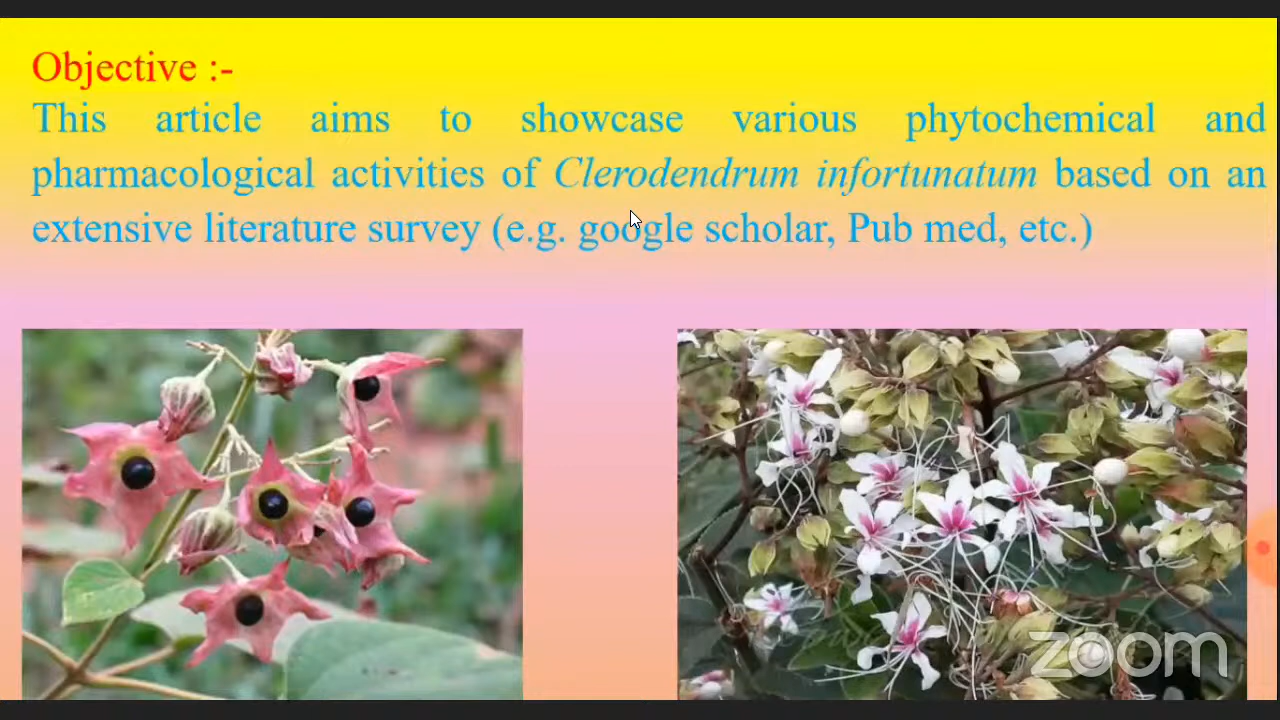 Objective :-
This article aims to showcase various phytochemical and
pharmacological activities of Clerodendrum infortunatum based on an
extensive literature survey (e.g. google scholar, Pub med, etc.)
zoom